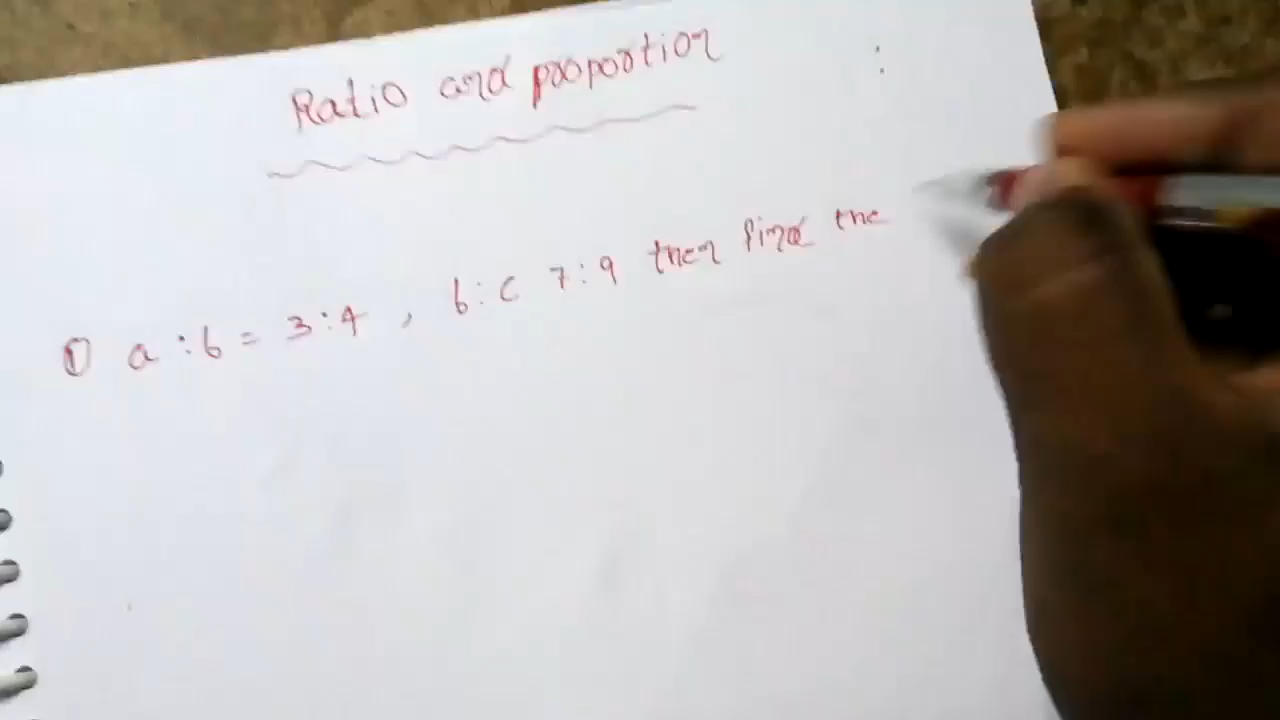 Ratio and proportion
:
① a : b = 3 : 4 , b : c 7 : 9 then find the